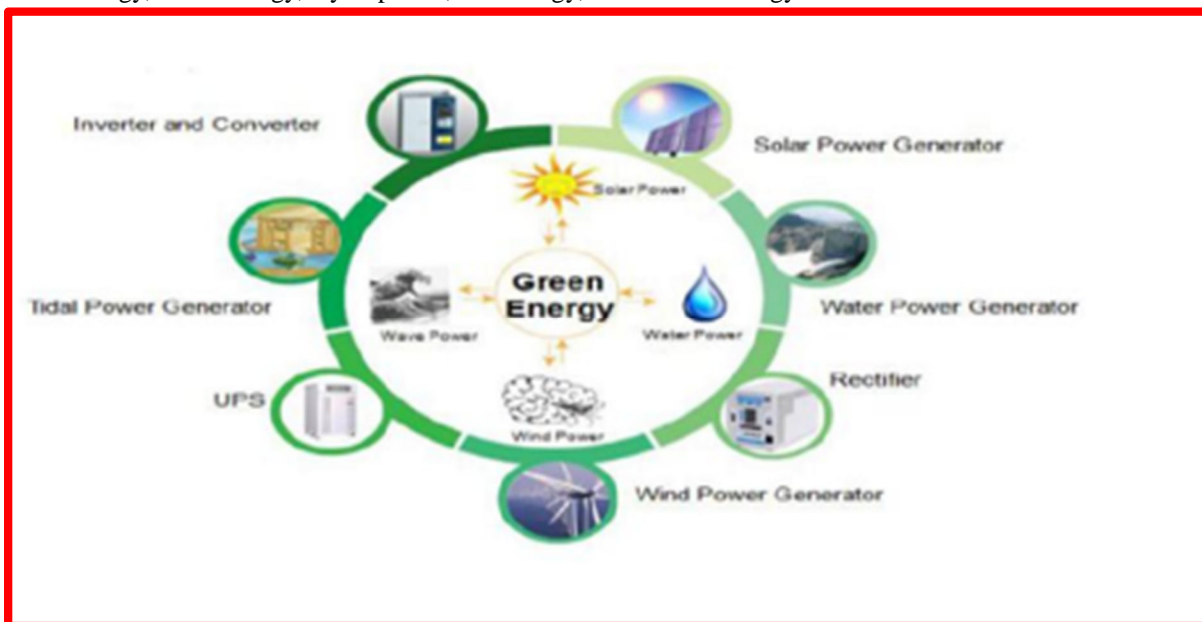 Inverter and Converter
Solar Power Generator
Solar Power
Tidal Power Generator
Wave Power
Green
Energy
Water Power
Water Power Generator
UPS
Wind Power
Rectifier
Wind Power Generator